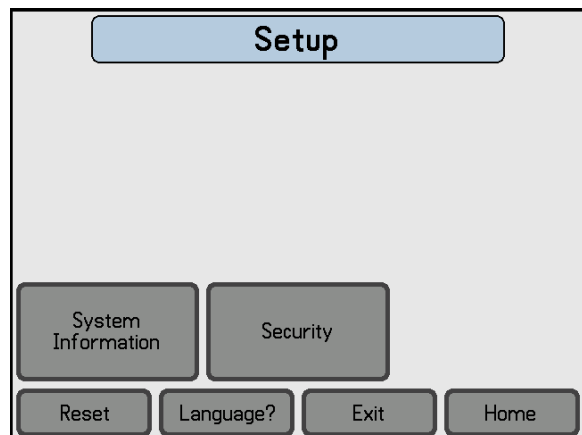 Setup
System
Information
Security
Reset
Language?
Exit
Home